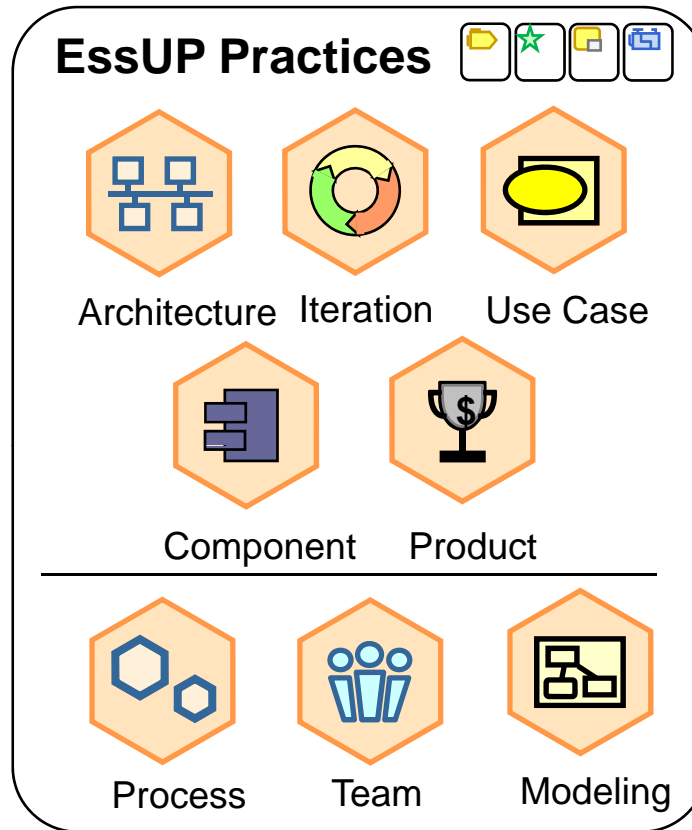 EssUP Practices
Architecture Iteration Use Case
$
Component Product
Process Team Modeling